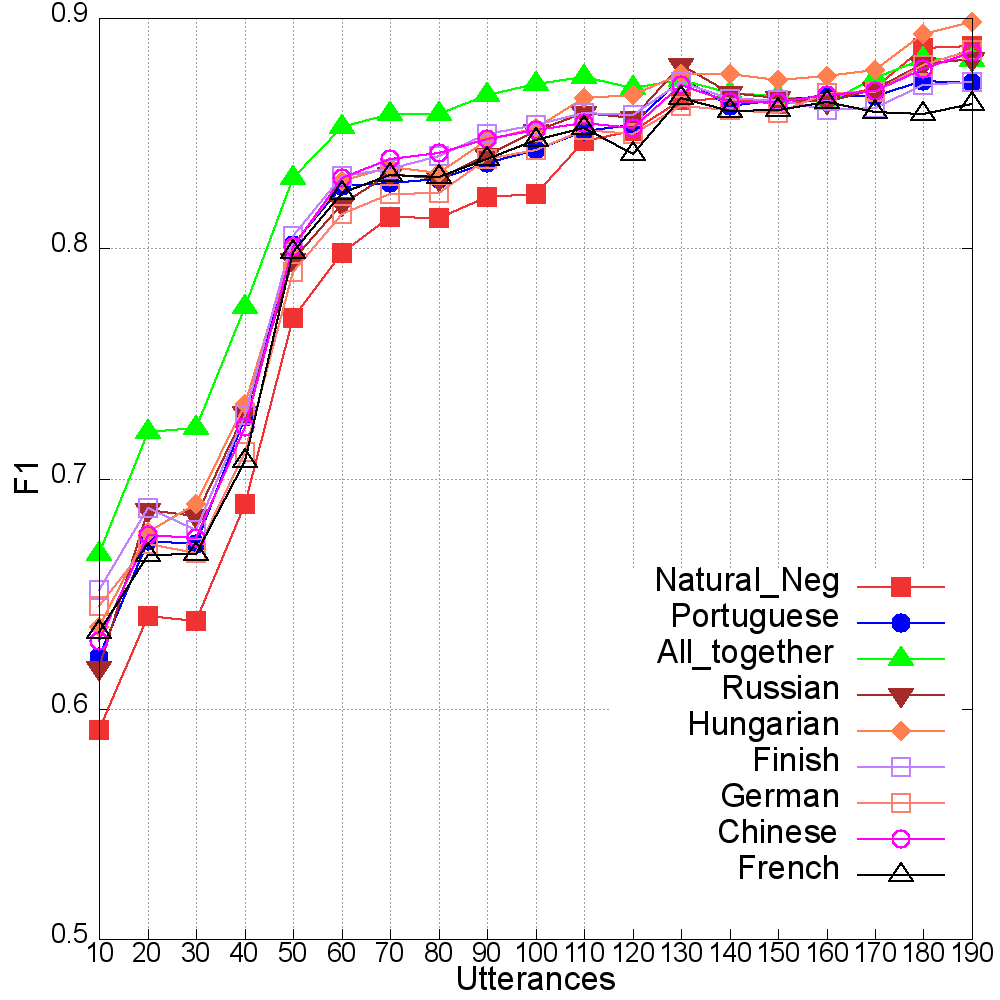 0.9
0.8
0.7
0.6
0.5
F1
Natural_Neg
Portuguese
All_together
Russian
Hungarian
Finish
German
Chinese
French
10 20 30 40 50 60 70 80 90 100 110 120 130 140 150 160 170 180 190
Utterances